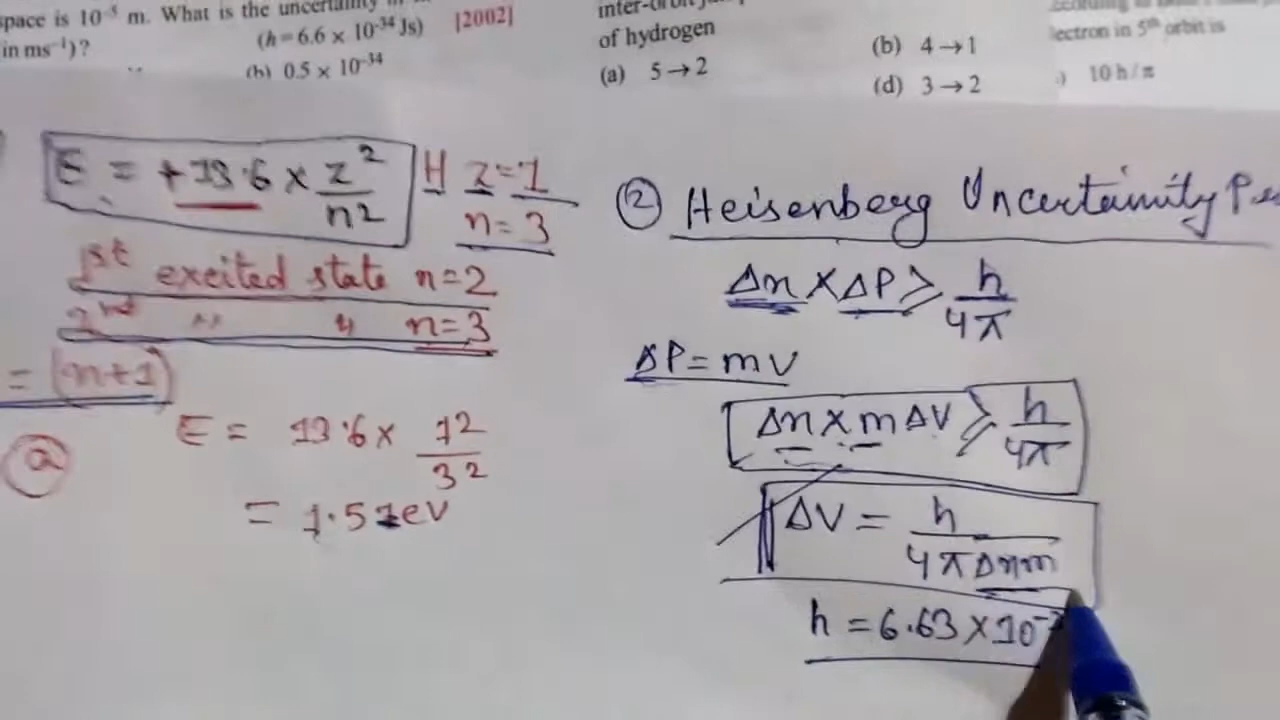 space is 10⁻⁵ m. What is the uncertainty
in ms⁻¹)?
(h = 6.6 × 10⁻³⁴ Js) [2002]
(b) 0.5 × 10⁻³⁴
of hydrogen
(a) 5 → 2
(b) 4 → 1
(d) 3 → 2
lectron in 5th orbit is
10 h/π
E = +13.6 × z²/n²
H z=1
n=3
1st excited state n=2
2nd " " n=3
= (n+1)
(a)
E = 13.6 × 1²/3²
= 1.51ev
② Heisenberg Uncertainity
Δx × ΔP ≥ h/4π
ΔP = mv
Δx × mΔV ≥ h/4π
ΔV = h/4πΔxm
h = 6.63 × 10⁻